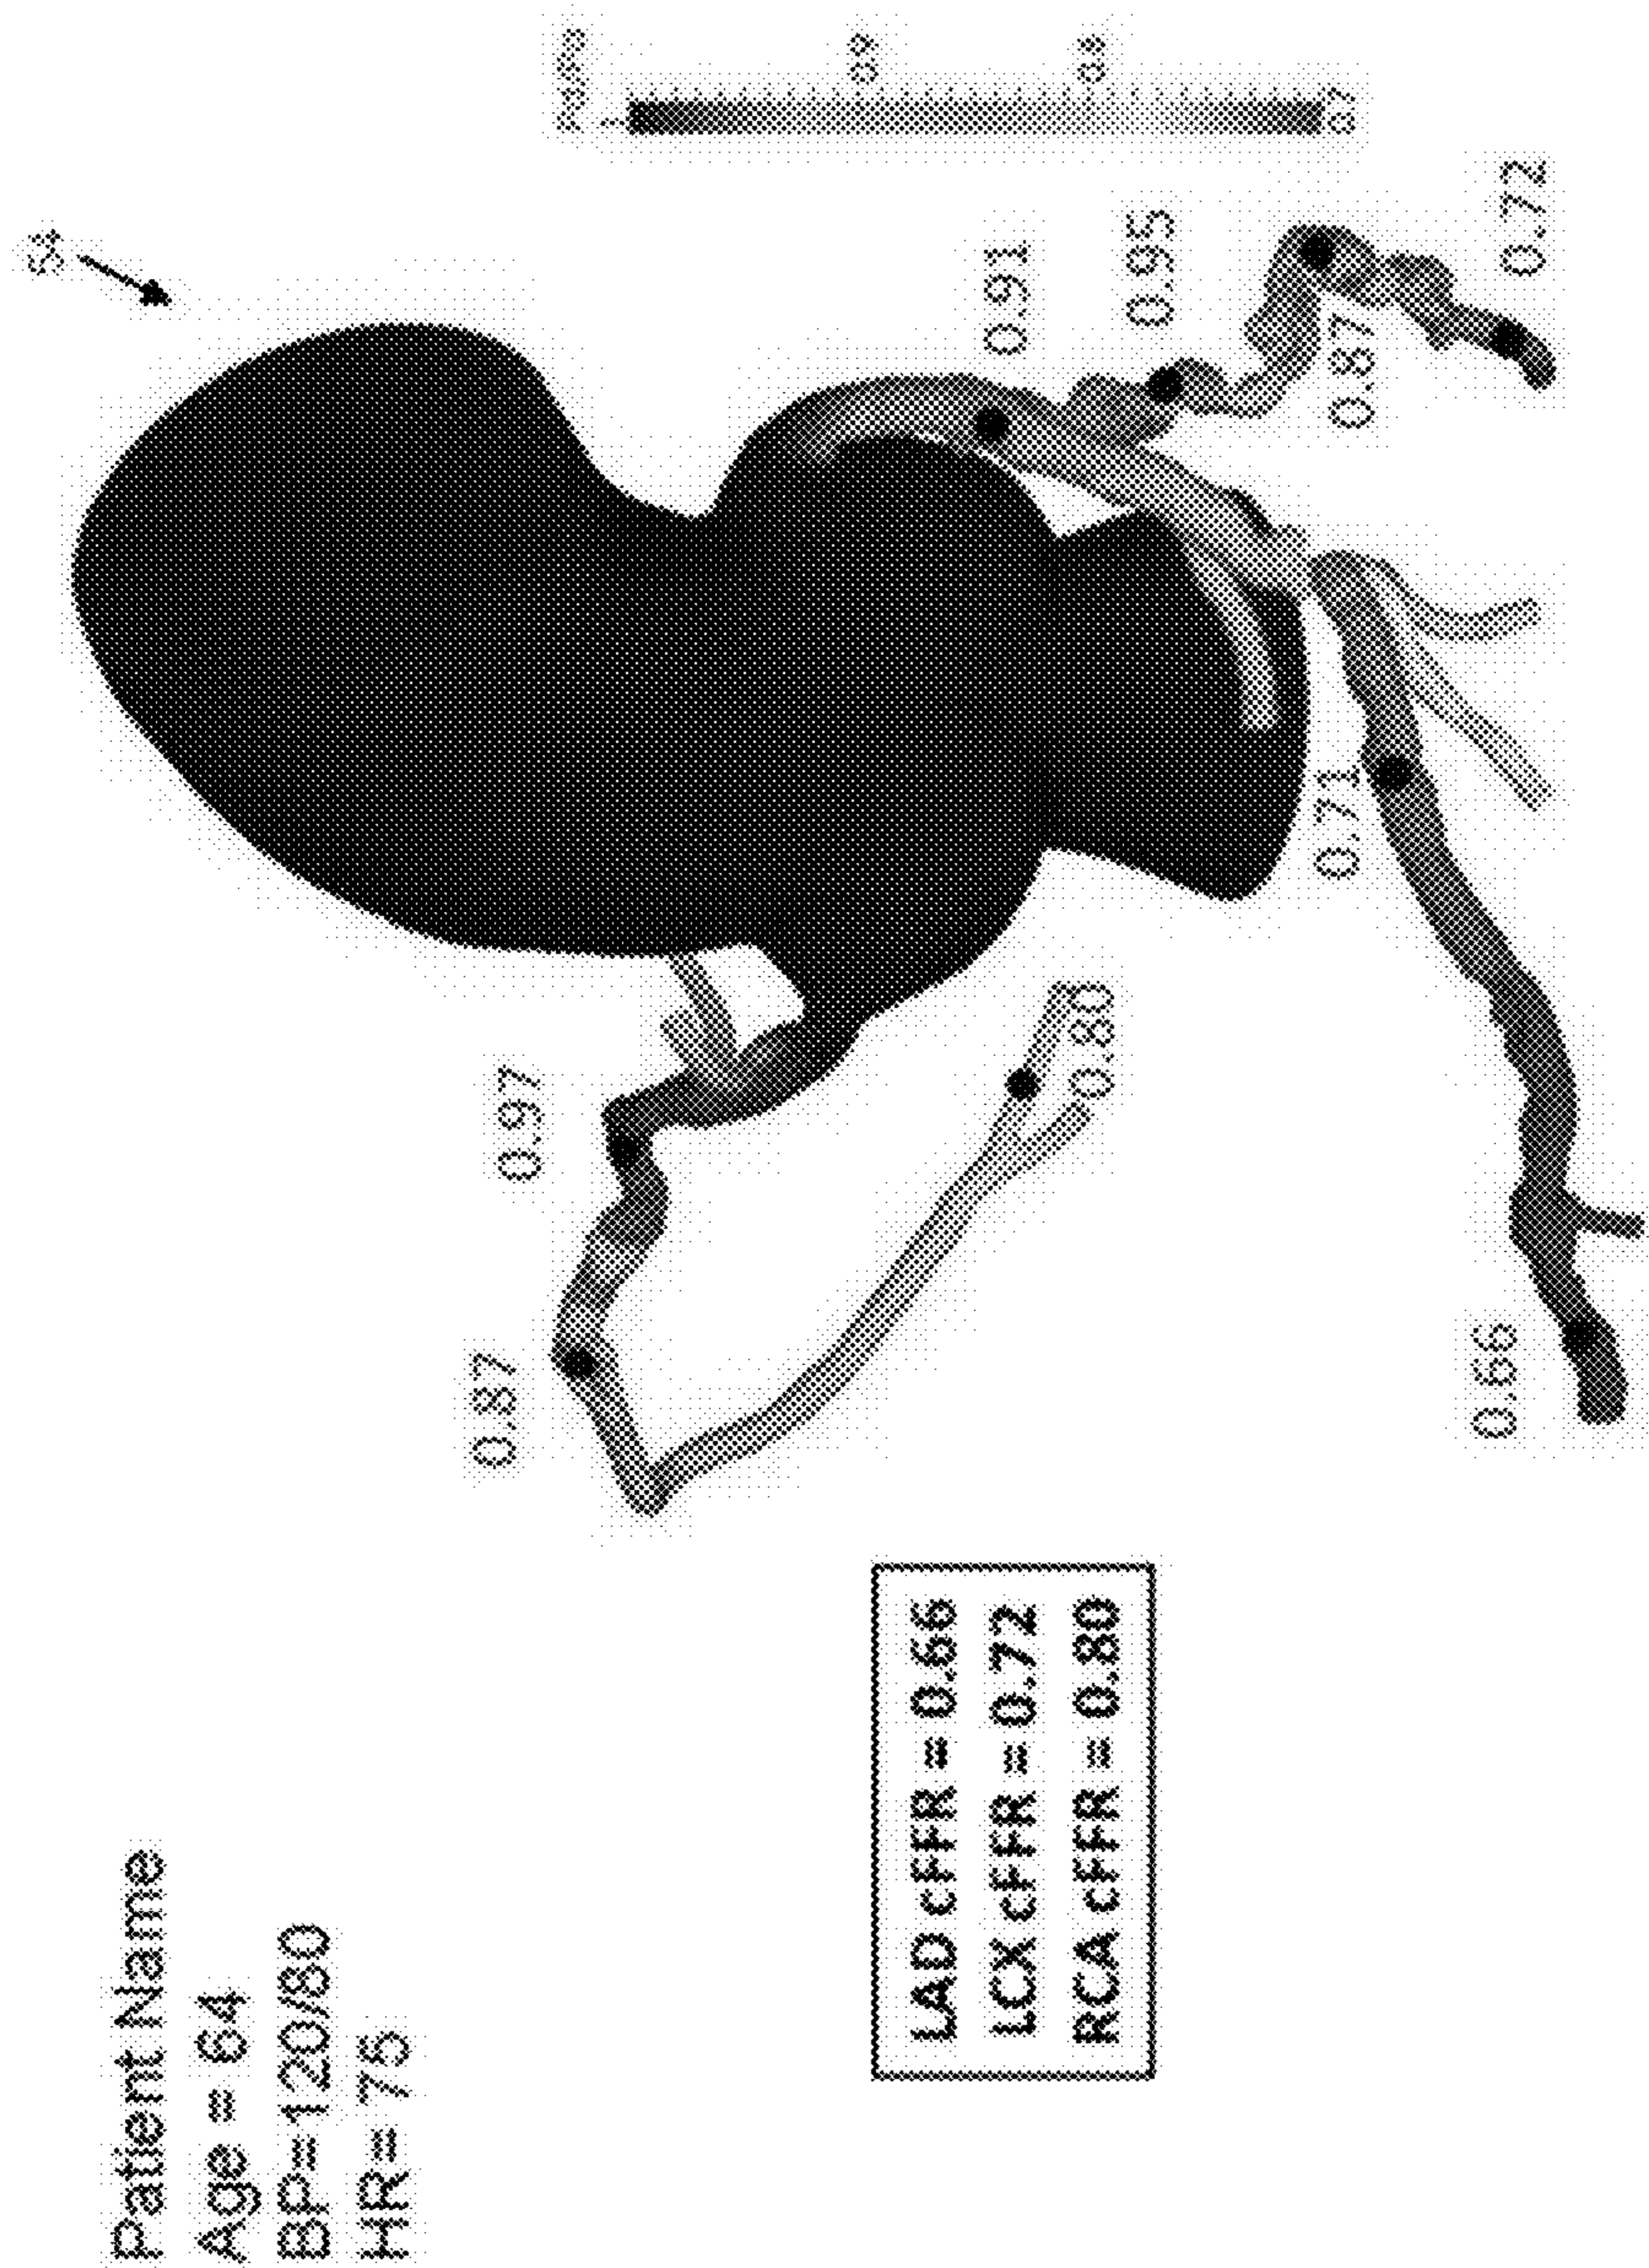 Patient Name
Age = 64
BP=120/80
HR= 75
54
0.97
0.87
0.80
0.91
0.95
0.87
0.72
0.71
0.66
1
0.9
0.8
0.7
LAD cFFR = 0.66
LCX cFFR = 0.72
RCA cFFR = 0.80